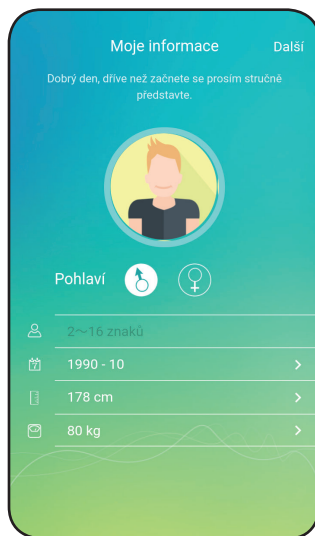 Moje informace
Další
Dobrý den, dříve než začnete se prosím stručně
představte.
Pohlaví
2～16 znaků
1990 - 10
178 cm
80 kg